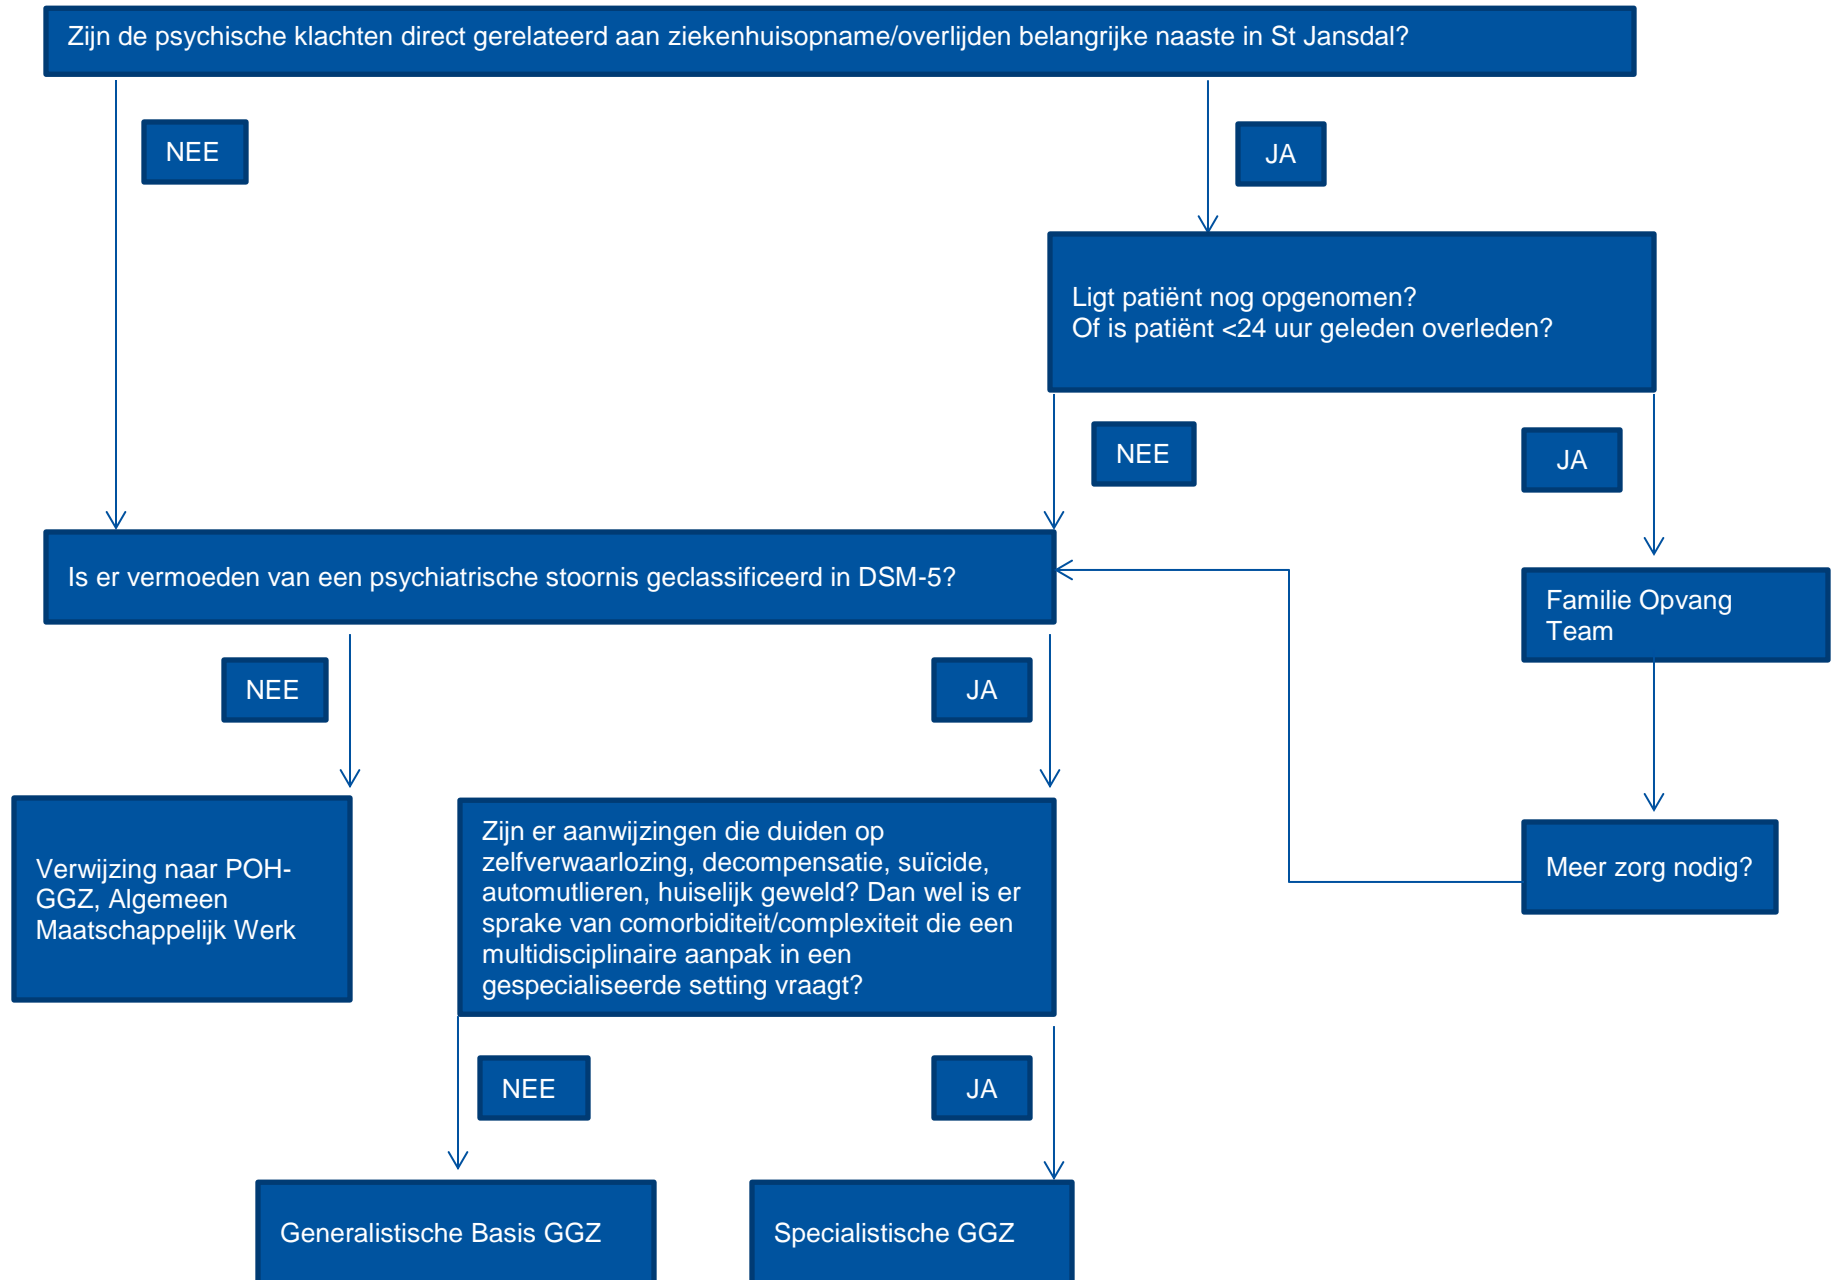 Zijn de psychische klachten direct gerelateerd aan ziekenhuisopname/overlijden belangrijke naaste in St Jansdal?
NEE
JA
Ligt patiënt nog opgenomen?
Of is patiënt <24 uur geleden overleden?
NEE
JA
Is er vermoeden van een psychiatrische stoornis geclassificeerd in DSM-5?
Familie Opvang
Team
NEE
JA
Verwijzing naar POH-
GGZ, Algemeen
Maatschappelijk Werk
Zijn er aanwijzingen die duiden op
zelfverwaarlozing, decompensatie, suïcide,
automutlieren, huiselijk geweld? Dan wel is er
sprake van comorbiditeit/complexiteit die een
multidisciplinaire aanpak in een
gespecialiseerde setting vraagt?
Meer zorg nodig?
NEE
JA
Generalistische Basis GGZ
Specialistische GGZ